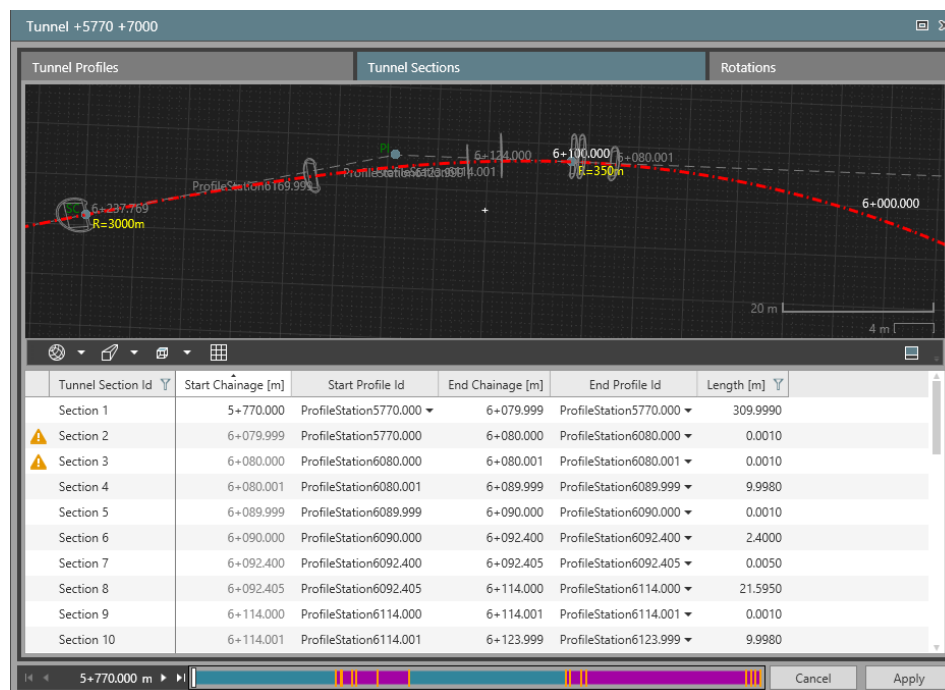 Tunnel +5770 +7000
Tunnel Profiles Tunnel Sections Rotations
PI
6+124.000 6+100.000 6+080.001
R=350m
ProfileStation6169.999
SC 6+237.769
R=3000m
6+000.000
20 m
4 m
Tunnel Section Id Start Chainage [m] Start Profile Id End Chainage [m] End Profile Id Length [m]
Section 1 5+770.000 ProfileStation5770.000 6+079.999 ProfileStation5770.000 309.9990
Section 2 6+079.999 ProfileStation5770.000 6+080.000 ProfileStation6080.000 0.0010
Section 3 6+080.000 ProfileStation6080.000 6+080.001 ProfileStation6080.001 0.0010
Section 4 6+080.001 ProfileStation6080.001 6+089.999 ProfileStation6089.999 9.9980
Section 5 6+089.999 ProfileStation6089.999 6+090.000 ProfileStation6090.000 0.0010
Section 6 6+090.000 ProfileStation6090.000 6+092.400 ProfileStation6092.400 2.4000
Section 7 6+092.400 ProfileStation6092.400 6+092.405 ProfileStation6092.405 0.0050
Section 8 6+092.405 ProfileStation6092.405 6+114.000 ProfileStation6114.000 21.5950
Section 9 6+114.000 ProfileStation6114.000 6+114.001 ProfileStation6114.001 0.0010
Section 10 6+114.001 ProfileStation6114.001 6+123.999 ProfileStation6123.999 9.9980
5+770.000 m Cancel Apply